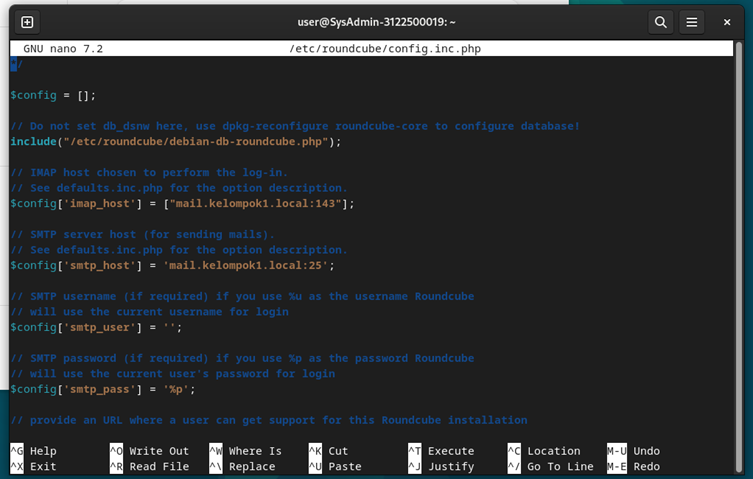 user@SysAdmin-3122500019: ~
GNU nano 7.2 /etc/roundcube/config.inc.php
*/
$config = [];
// Do not set db_dsnw here, use dpkg-reconfigure roundcube-core to configure database!
include("/etc/roundcube/debian-db-roundcube.php");
// IMAP host chosen to perform the log-in.
// See defaults.inc.php for the option description.
$config['imap_host'] = ["mail.kelompok1.local:143"];
// SMTP server host (for sending mails).
// See defaults.inc.php for the option description.
$config['smtp_host'] = 'mail.kelompok1.local:25';
// SMTP username (if required) if you use %u as the username Roundcube
// will use the current username for login
$config['smtp_user'] = '';
// SMTP password (if required) if you use %p as the password Roundcube
// will use the current user's password for login
$config['smtp_pass'] = '%p';
// provide an URL where a user can get support for this Roundcube installation
^G Help ^O Write Out ^W Where Is ^K Cut ^T Execute ^C Location M-U Undo
^X Exit ^R Read File ^\ Replace ^U Paste ^J Justify ^/ Go To Line M-E Redo